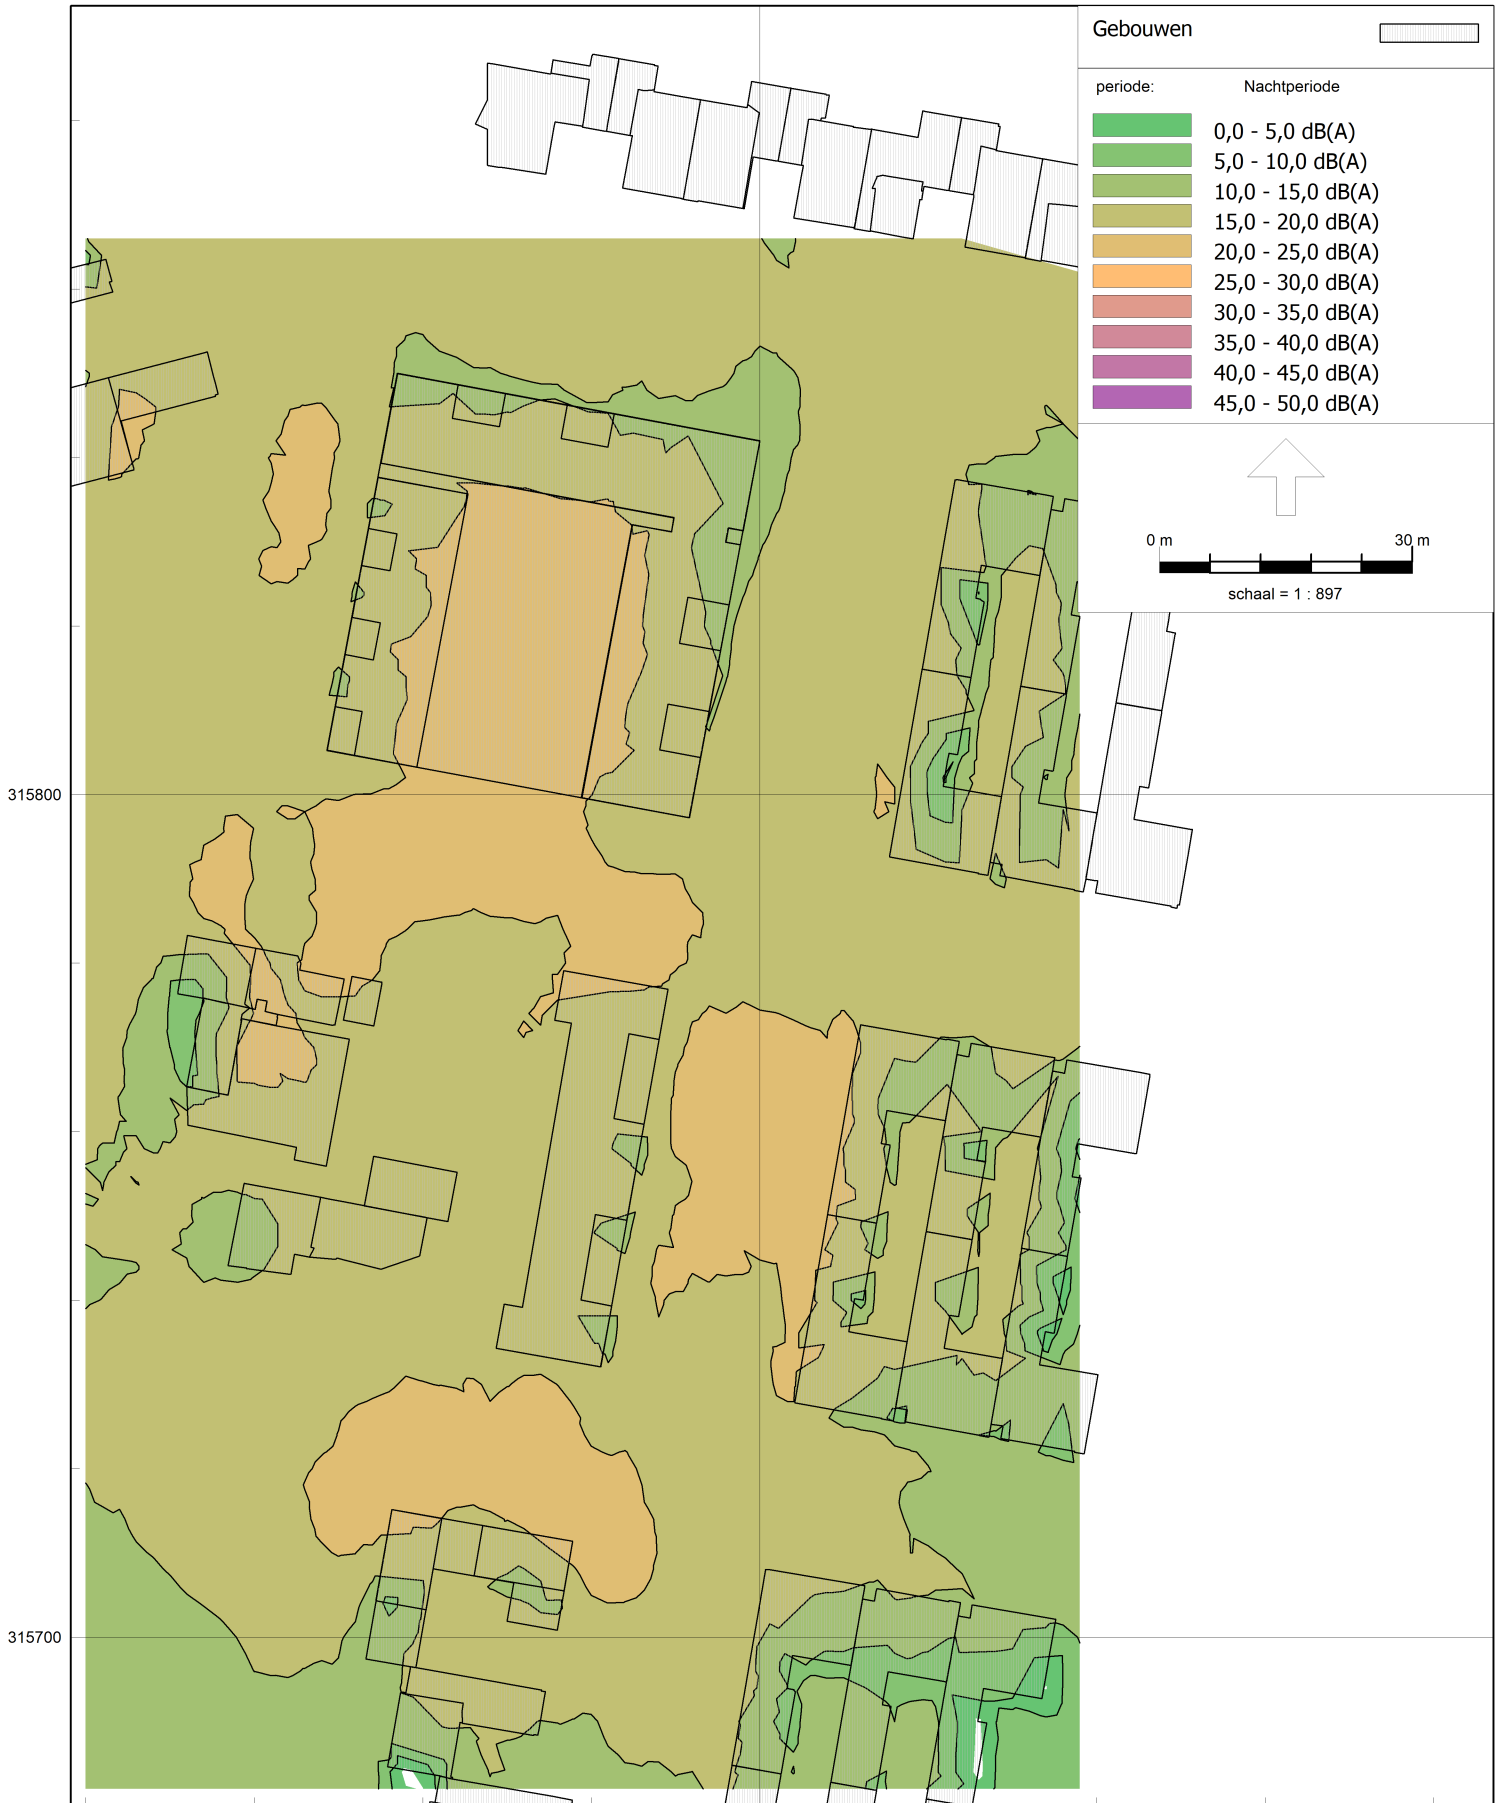 Gebouwen
periode: Nachtperiode
0,0 - 5,0 dB(A)
5,0 - 10,0 dB(A)
10,0 - 15,0 dB(A)
15,0 - 20,0 dB(A)
20,0 - 25,0 dB(A)
25,0 - 30,0 dB(A)
30,0 - 35,0 dB(A)
35,0 - 40,0 dB(A)
40,0 - 45,0 dB(A)
45,0 - 50,0 dB(A)
0 m 30 m
schaal = 1 : 897
315800
315700